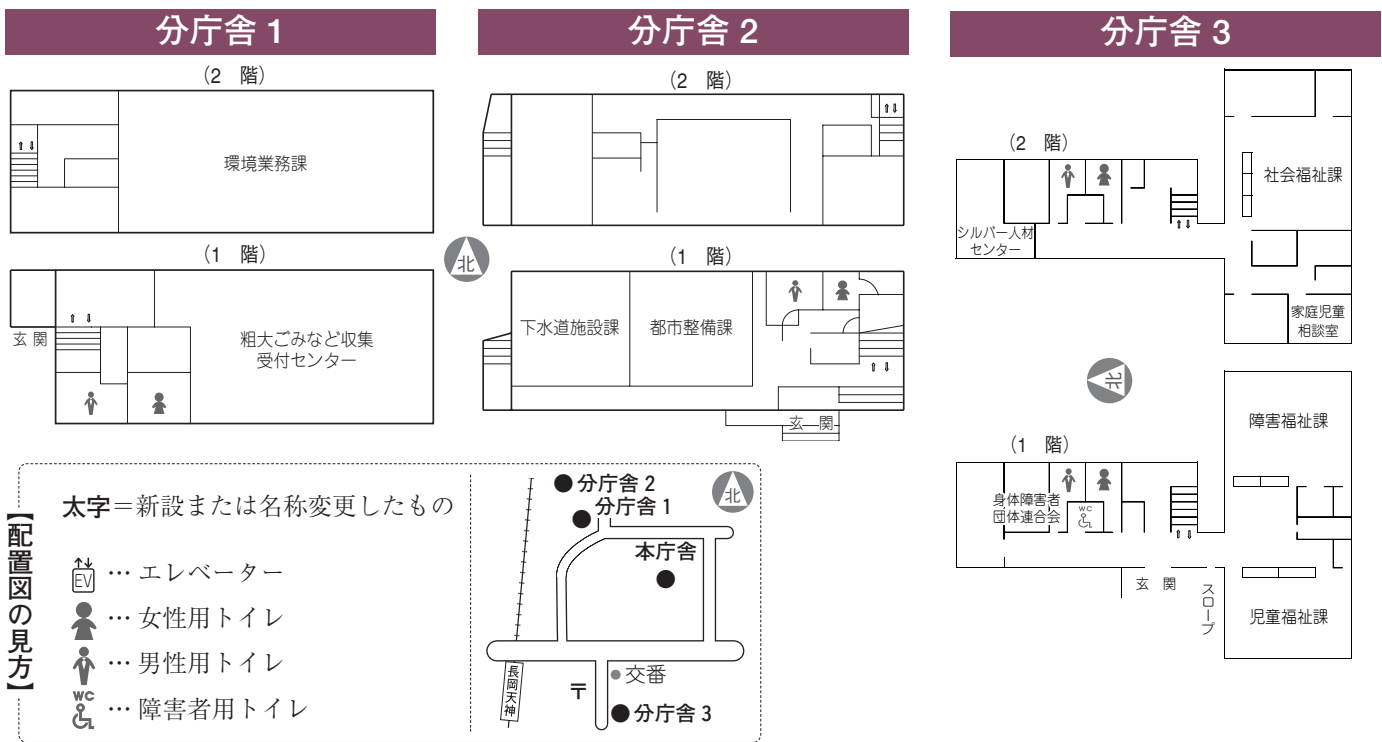 分庁舎 1
(2 階)
環境業務課
(1 階)
玄 関
粗大ごみなど収集
受付センター
北
分庁舎 2
(2 階)
(1 階)
下水道施設課
都市整備課
玄 関
分庁舎 3
(2 階)
社会福祉課
シルバー人材
センター
家庭児童
相談室
北
(1 階)
障害福祉課
身体障害者
団体連合会
WC
玄 関
スロープ
児童福祉課
【配置図の見方】
太字＝新設または名称変更したもの
EV … エレベーター
… 女性用トイレ
…男性用トイレ
WC … 障害者用トイレ
北
分庁舎 2
分庁舎 1
本庁舎
長岡天神
〒
交番
分庁舎 3